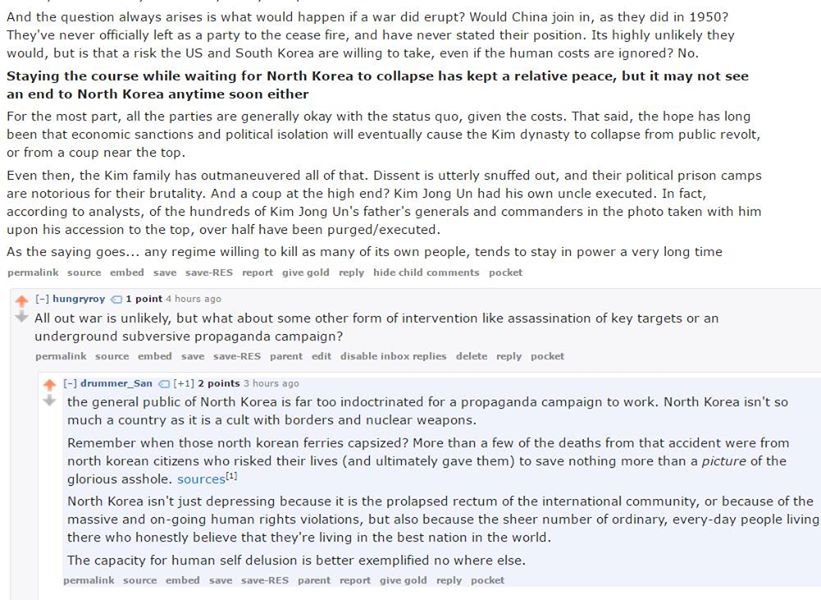 And the question always arises is what would happen if a war did erupt? Would China join in, as they did in 1950?
They've never officially left as a party to the cease fire, and have never stated their position. Its highly unlikely they
would, but is that a risk the US and South Korea are willing to take, even if the human costs are ignored? No.
Staying the course while waiting for North Korea to collapse has kept a relative peace, but it may not see
an end to North Korea anytime soon either
For the most part, all the parties are generally okay with the status quo, given the costs. That said, the hope has long
been that economic sanctions and political isolation will eventually cause the Kim dynasty to collapse from public revolt,
or from a coup near the top.
Even then, the Kim family has outmaneuvered all of that. Dissent is utterly snuffed out, and their political prison camps
are notorious for their brutality. And a coup at the high end? Kim Jong Un had his own uncle executed. In fact,
according to analysts, of the hundreds of Kim Jong Un's father's generals and commanders in the photo taken with him
upon his accession to the top, over half have been purged/executed.
As the saying goes... any regime willing to kill as many of its own people, tends to stay in power a very long time
permalink source embed save save-RES report give gold reply hide child comments pocket
[-] hungryroy 1 point 4 hours ago
All out war is unlikely, but what about some other form of intervention like assassination of key targets or an
underground subversive propaganda campaign?
permalink source embed save save-RES parent edit disable inbox replies delete reply pocket
[-] drummer_San [+1] 2 points 3 hours ago
the general public of North Korea is far too indoctrinated for a propaganda campaign to work. North Korea isn't so
much a country as it is a cult with borders and nuclear weapons.
Remember when those north korean ferries capsized? More than a few of the deaths from that accident were from
north korean citizens who risked their lives (and ultimately gave them) to save nothing more than a picture of the
glorious asshole. sources[1]
North Korea isn't just depressing because it is the prolapsed rectum of the international community, or because of the
massive and on-going human rights violations, but also because the sheer number of ordinary, every-day people living
there who honestly believe that they're living in the best nation in the world.
The capacity for human self delusion is better exemplified no where else.
permalink source embed save save-RES parent report give gold reply pocket